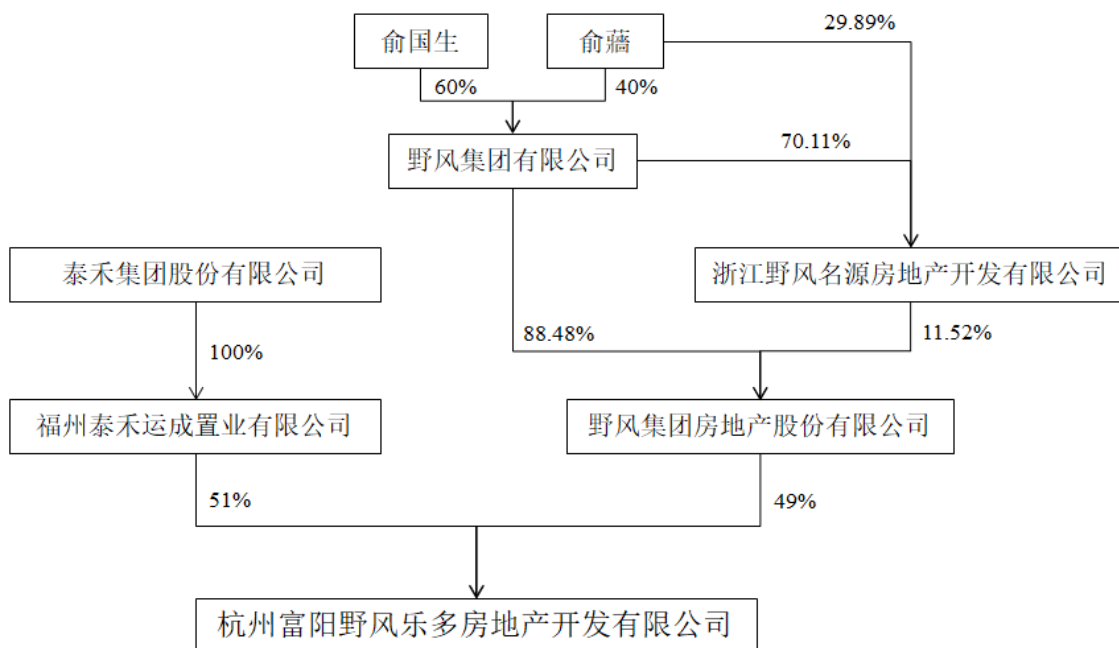 俞国生
俞蘠
29.89%
60%
40%
野风集团有限公司
70.11%
泰禾集团股份有限公司
浙江野风名源房地产开发有限公司
88.48%
11.52%
100%
福州泰禾运成置业有限公司
野风集团房地产股份有限公司
51%
49%
杭州富阳野风乐多房地产开发有限公司